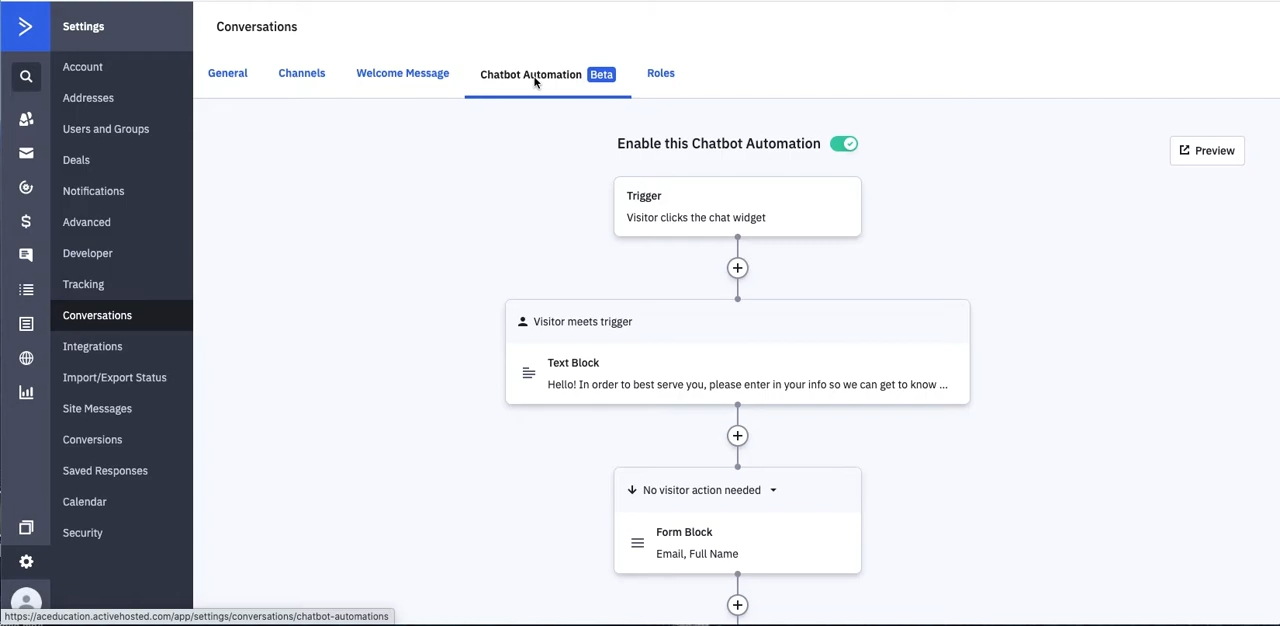 Settings
Account
Addresses
Users and Groups
Deals
Notifications
Advanced
Developer
Tracking
Conversations
Integrations
Import/Export Status
Site Messages
Conversions
Saved Responses
Calendar
Security
Conversations
General Channels Welcome Message Chatbot Automation Beta Roles
Enable this Chatbot Automation
Preview
Trigger
Visitor clicks the chat widget
Visitor meets trigger
Text Block
Hello! In order to best serve you, please enter in your info so we can get to know ...
No visitor action needed
Form Block
Email, Full Name
https://aceducation.activehosted.com/app/settings/conversations/chatbot-automations